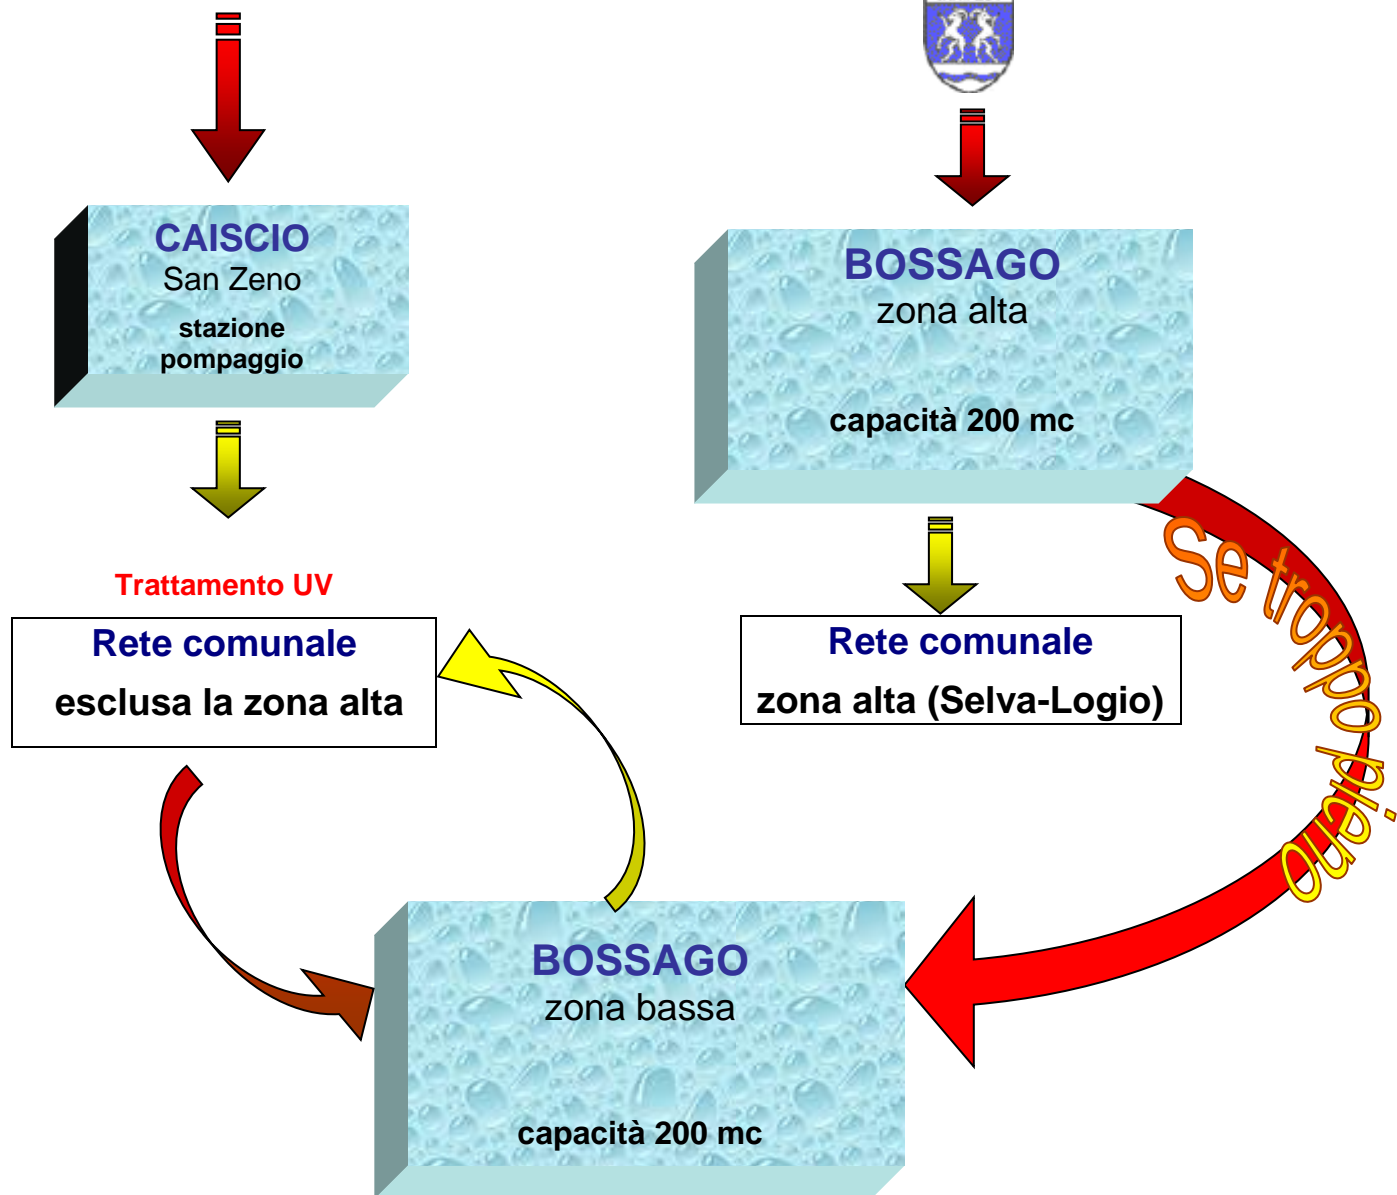 CAISCIO
San Zeno
stazione
pompaggio
BOSSAGO
zona alta
capacità 200 mc
Se troppo pieno
Trattamento UV
Rete comunale
esclusa la zona alta
Rete comunale
zona alta (Selva-Logio)
BOSSAGO
zona bassa
capacità 200 mc